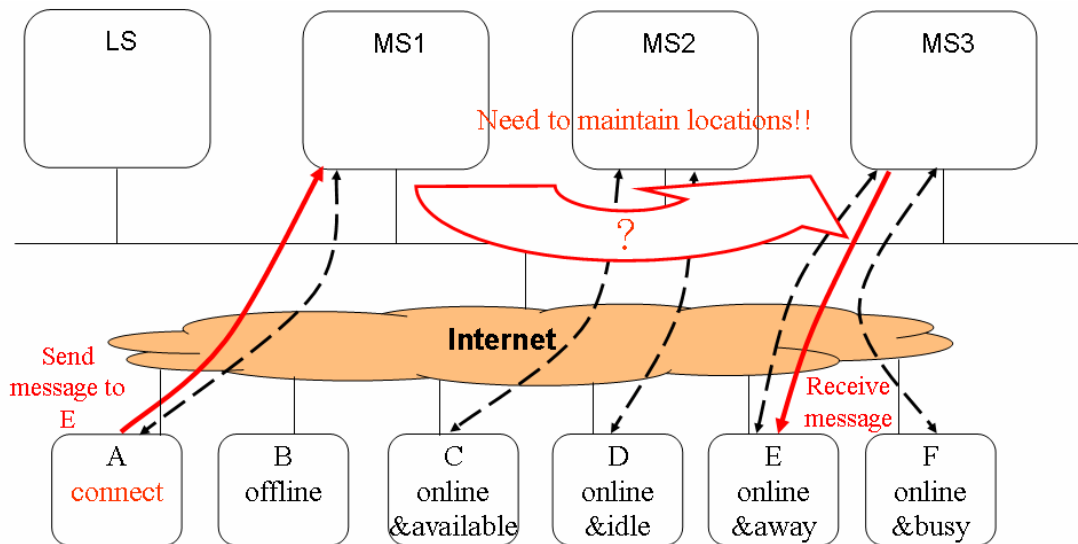 LS
MS1
MS2
MS3
Need to maintain locations!!
?
Internet
Send
message to
E
Receive
message
A
connect
B
offline
C
online
&available
D
online
&idle
E
online
&away
F
online
&busy